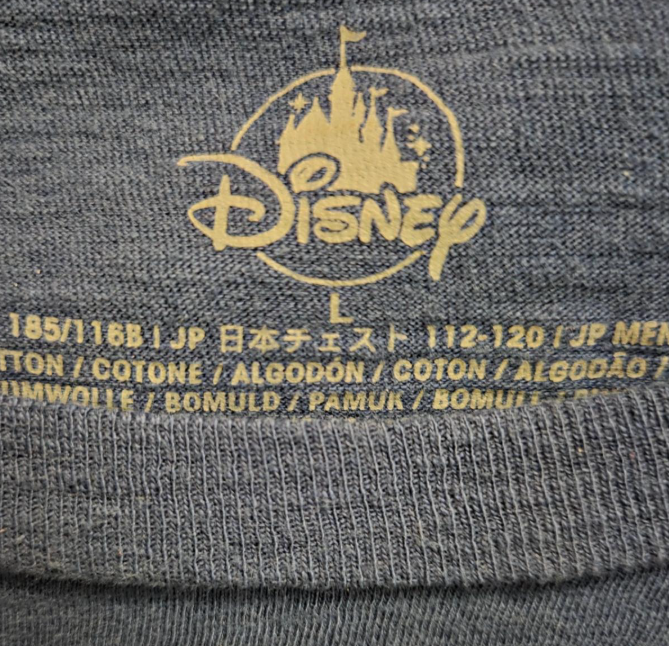 Disney
L
185/116B | JP 日本チェスト 112-120 | JP
/ COTONE / ALGODÓN / COTON / ALGODÃO /
/ BOMULD / PAMUK /